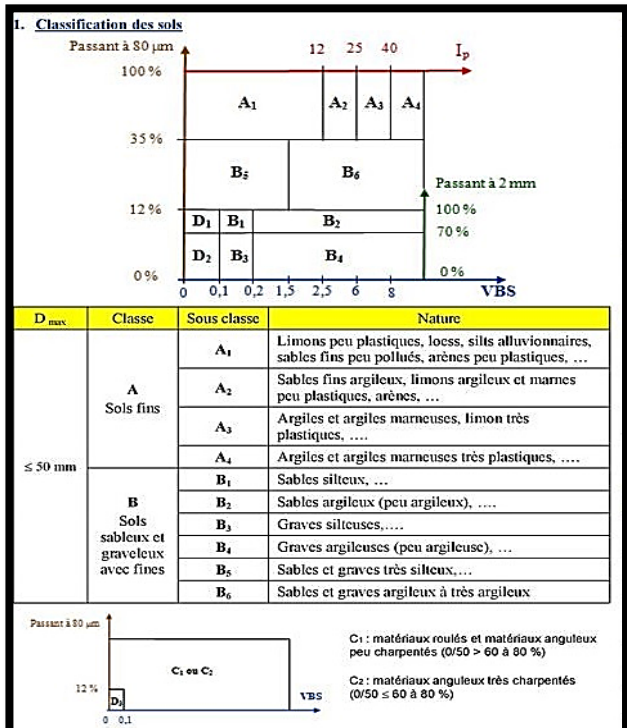 1. Classification des sols
Passant à 80 µm
12 25 40 Ip
100 %
A1 A2 A3 A4
35 %
B5 B6
Passant à 2 mm
12 % 100 %
D1 B1 B2
70 %
D2 B3 B4
0 % 0 %
0 0,1 0,2 1,5 2,5 6 8 VBS
D max Classe Sous classe Nature
≤ 50 mm
A
Sols fins
A1 Limons peu plastiques, loess, silts alluvionnaires,
sables fins peu pollués, arènes peu plastiques, …
A2 Sables fins argileux, limons argileux et marnes
peu plastiques, arènes, …
A3 Argiles et argiles marneuses, limon très
plastiques, ….
A4 Argiles et argiles marneuses très plastiques, ….
B
Sols
sableux et
graveleux
avec fines
B1 Sables silteux, …
B2 Sables argileux (peu argileux), ….
B3 Graves silteuses,….
B4 Graves argileuses (peu argileuse), …
B5 Sables et graves très silteux,…
B6 Sables et graves argileux à très argileux
Passant à 80 µm
C1 ou C2
12 %
D3
VBS
0 0,1
C1 : matériaux roulés et matériaux anguleux
peu charpentés (0/50 > 60 à 80 %)
C2 : matériaux anguleux très charpentés
(0/50 ≤ 60 à 80 %)